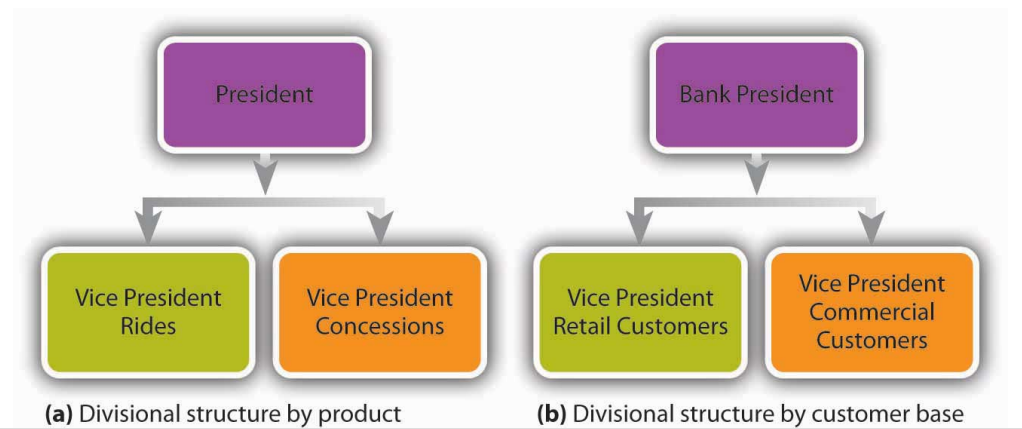 President
Vice President
Rides
Vice President
Concessions
(a) Divisional structure by product
Bank President
Vice President
Retail Customers
Vice President
Commercial
Customers
(b) Divisional structure by customer base